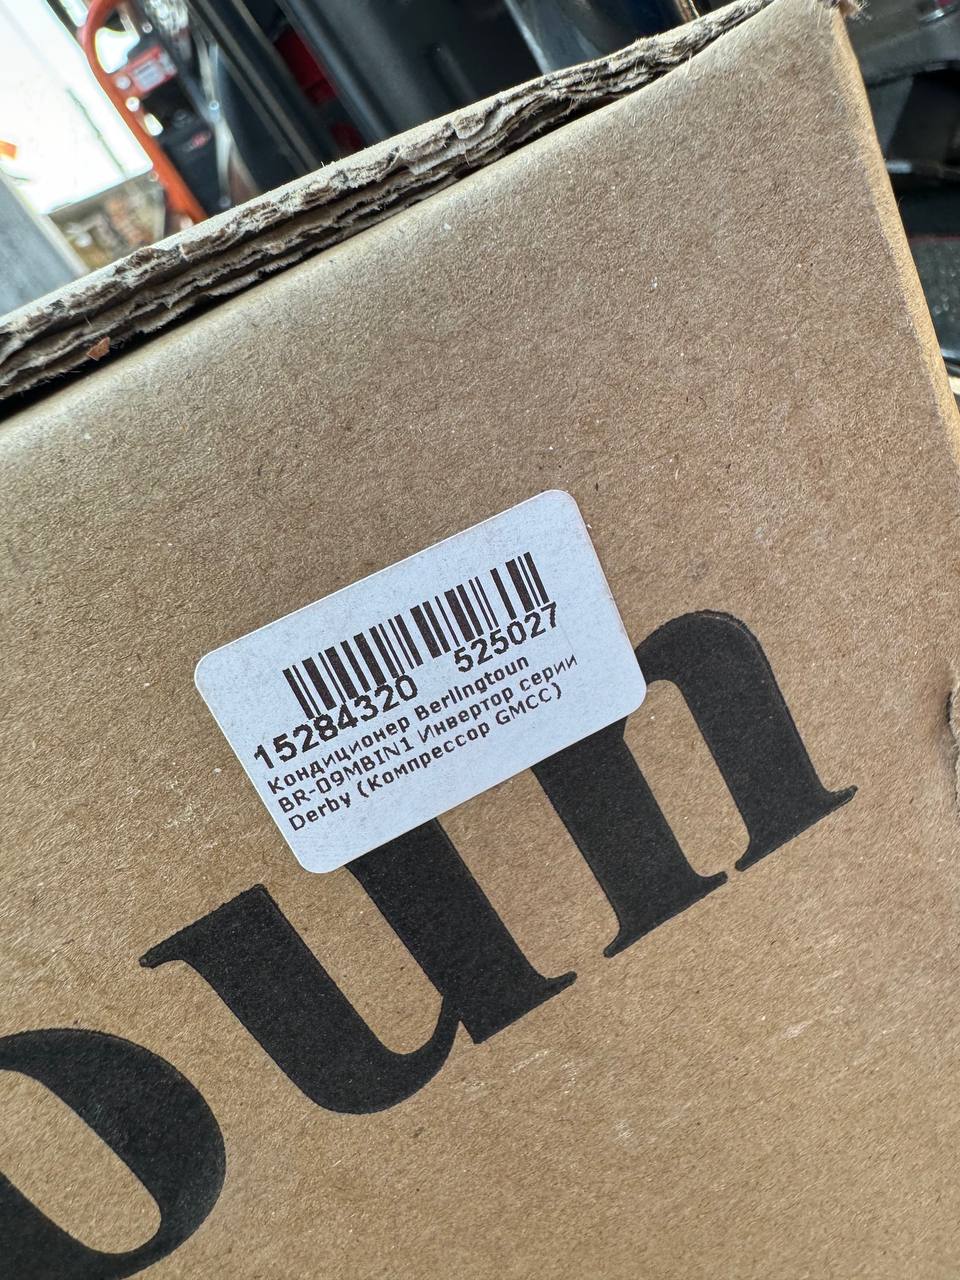 15284320 525027
Кондиционер Berlingtoun
BR-09MBIN1 Инвертор серии
Derby (Компрессор GMCC)
oun